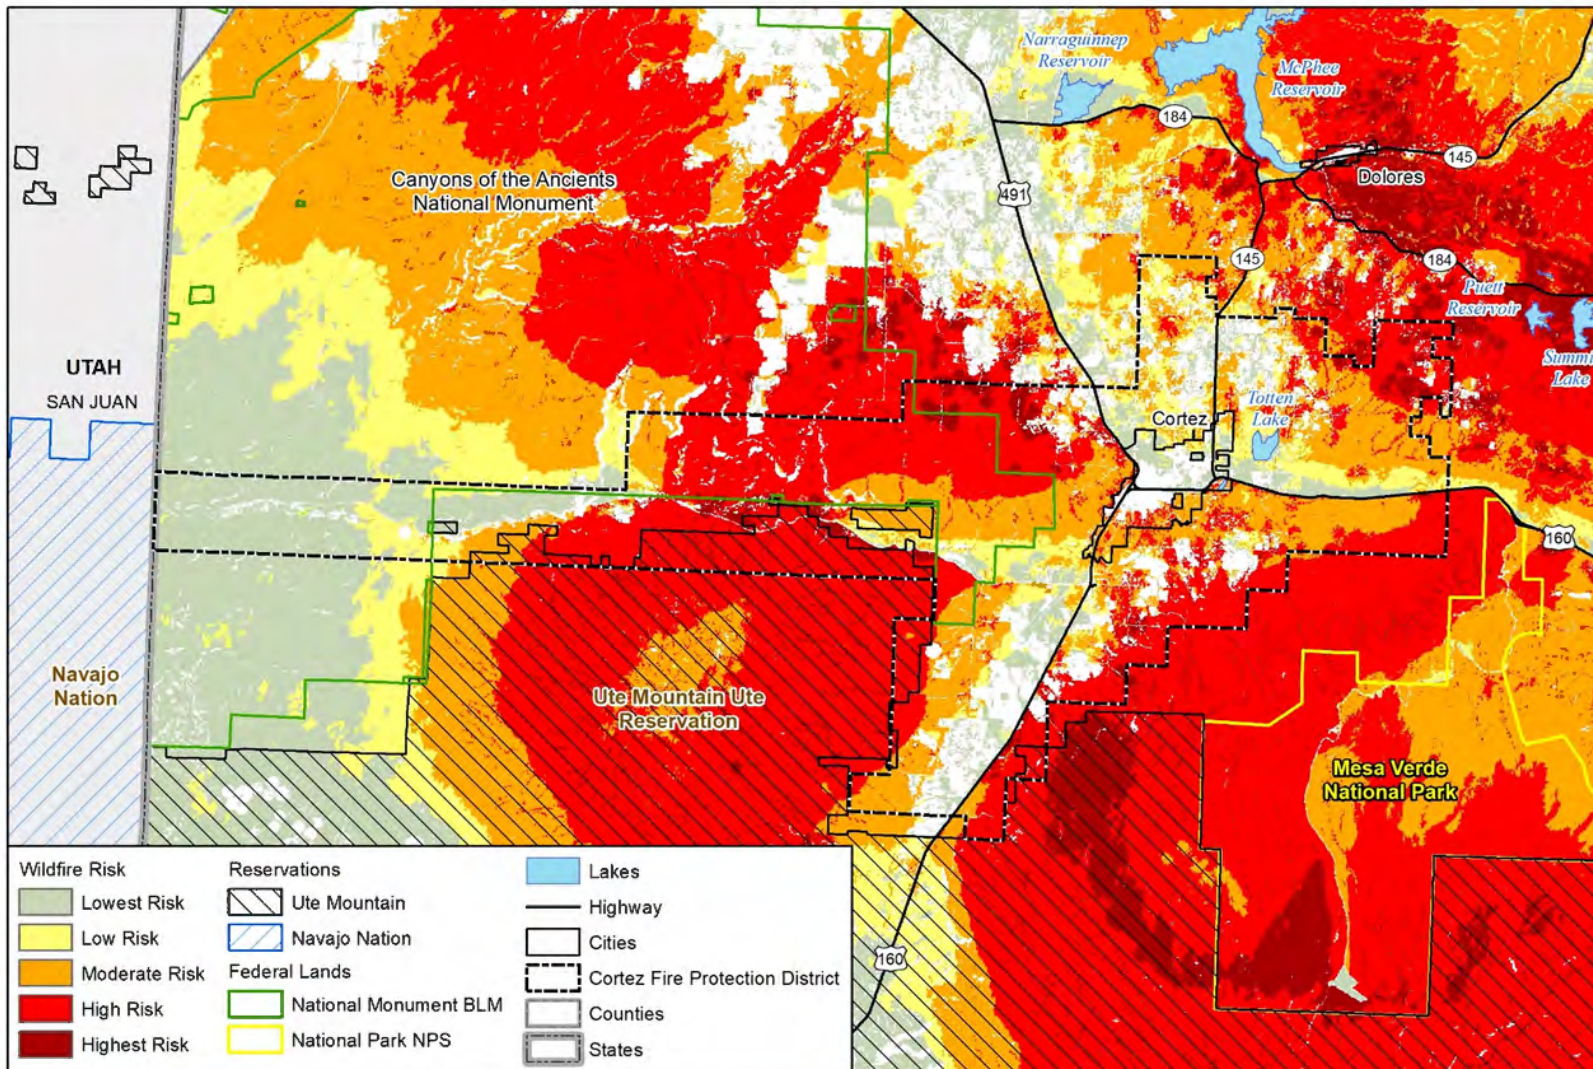 Narraguinnep
Reservoir
McPhee
Reservoir
184
145
Dolores
Canyons of the Ancients
National Monument
491
145
184
Puett
Reservoir
UTAH
SAN JUAN
Summi
Lake
Totten
Lake
Cortez
160
Navajo
Nation
Ute Mountain Ute
Reservation
Mesa Verde
National Park
160
Wildfire Risk
Lowest Risk
Low Risk
Moderate Risk
High Risk
Highest Risk
Reservations
Ute Mountain
Navajo Nation
Federal Lands
National Monument BLM
National Park NPS
Lakes
Highway
Cities
Cortez Fire Protection District
Counties
States